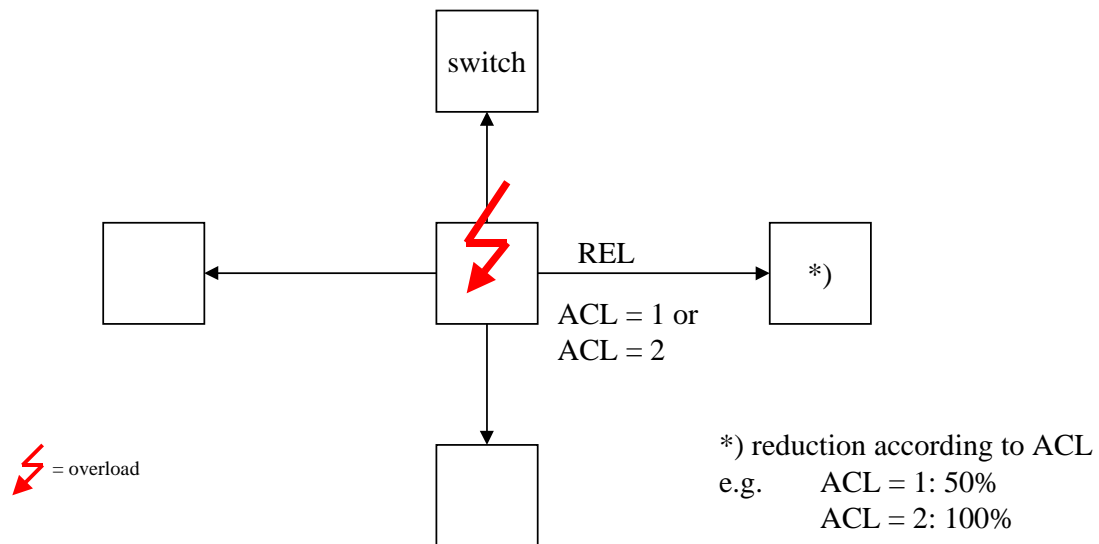 switch
REL
*)
ACL = 1 or
ACL = 2
= overload
*) reduction according to ACL
e.g. ACL = 1: 50%
ACL = 2: 100%